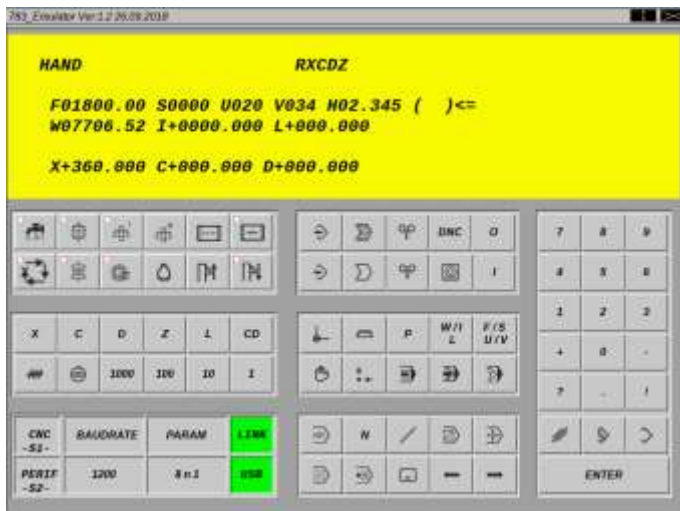 783_Emulator Ver:1.2 26.09.2018
HAND RXCDZ
F01800.00 S0000 U020 V034 H02.345 ( )<=
W07706.52 I+0000.000 L+000.000
X+360.000 C+000.000 D+000.000
DNC O
I
X C D Z L CD
1000 100 10 1
P W/I L F/S U/V
CNC -S1- BAUDRATE PARAM LINK
PERIF -S2- 1200 8n1 USB
N /
7 8 9
4 5 6
1 2 3
+ 0 -
? . !
ENTER